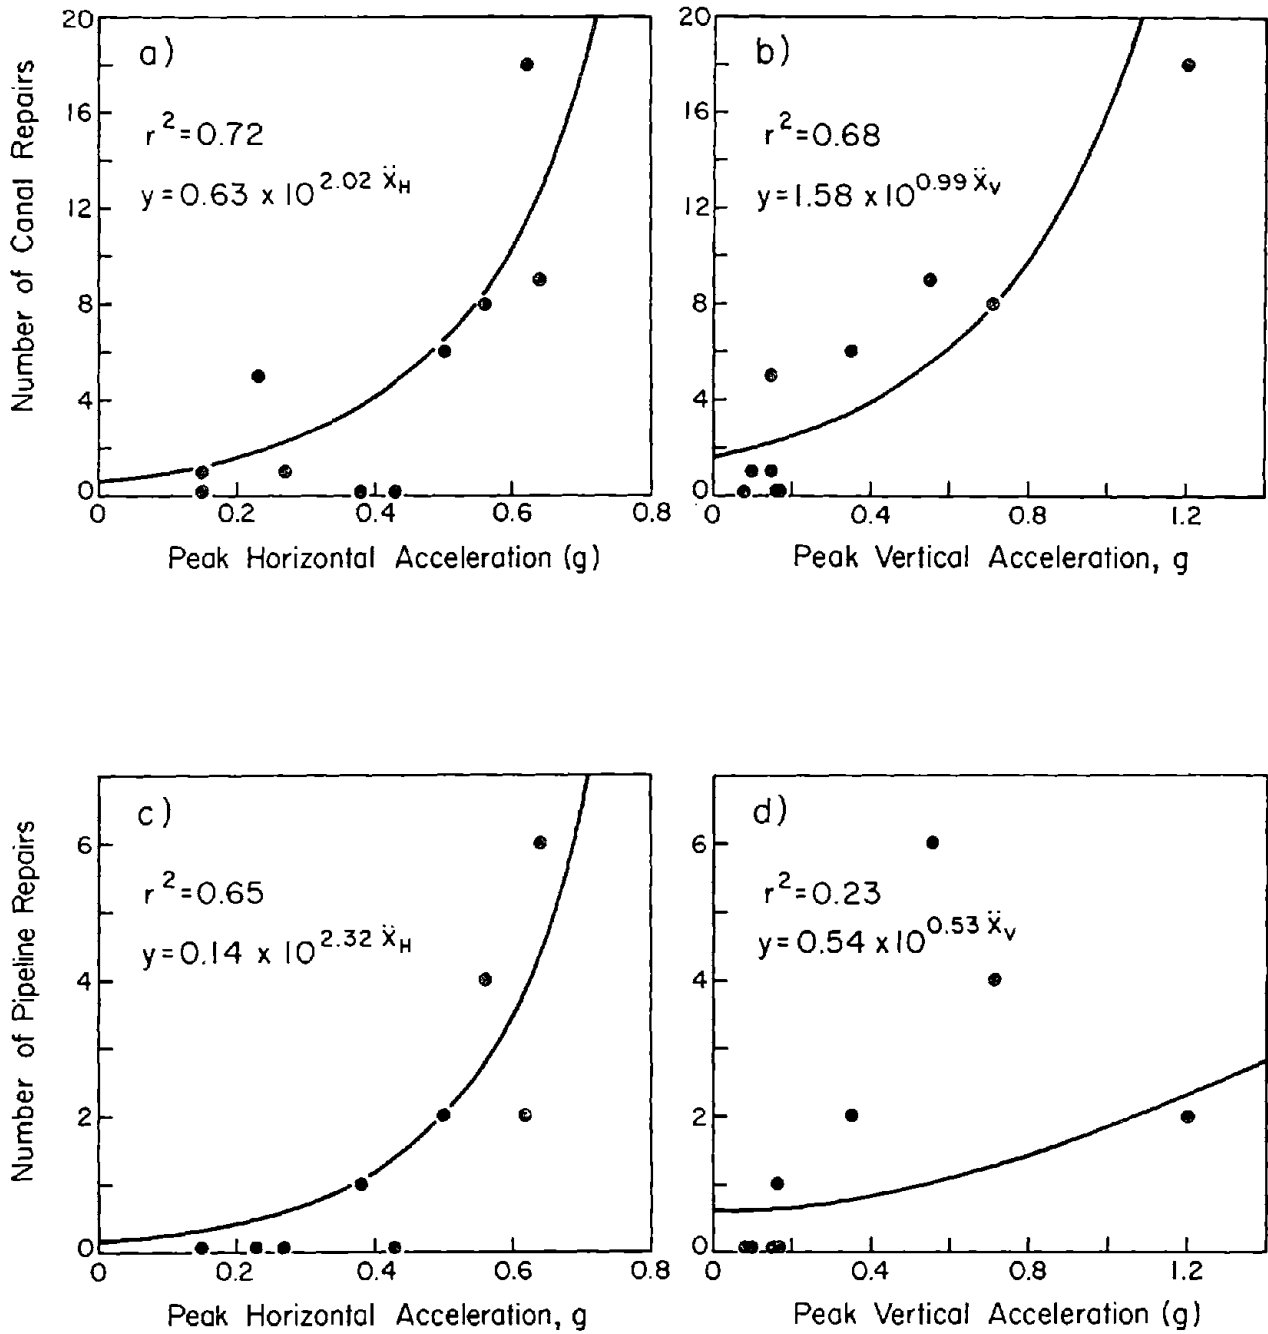 a)
r²=0.72
y=0.63 x 10^2.02 Ẍ_H
20
16
12
8
4
0
Number of Canal Repairs
0 0.2 0.4 0.6 0.8
Peak Horizontal Acceleration (g)
b)
r²=0.68
y=1.58 x 10^0.99 Ẍ_V
20
16
12
8
4
0
0 0.4 0.8 1.2
Peak Vertical Acceleration, g
c)
r²=0.65
y=0.14 x 10^2.32 Ẍ_H
6
4
2
0
Number of Pipeline Repairs
0 0.2 0.4 0.6 0.8
Peak Horizontal Acceleration, g
d)
r²=0.23
y=0.54 x 10^0.53 Ẍ_V
6
4
2
0
0 0.4 0.8 1.2
Peak Vertical Acceleration (g)